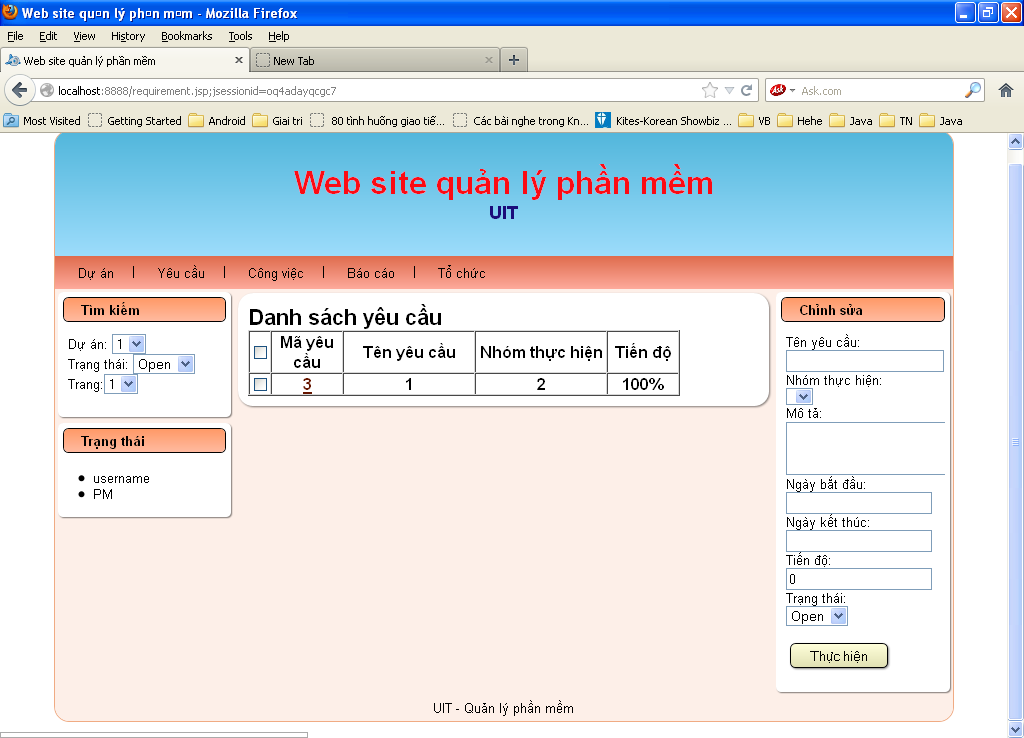 Web site qu□n lý ph□n m□m - Mozilla Firefox
File Edit View History Bookmarks Tools Help
Web site quản lý phần mềm New Tab
localhost:8888/requirement.jsp;jsessionid=oq4adayqcgc7 Ask Ask.com
Most Visited Getting Started Android Giai tri 80 tình huống giao tiế... Các bài nghe trong Kn... Kites-Korean Showbiz ... VB Hehe Java TN Java
Web site quản lý phần mềm
UIT
Dự án | Yêu cầu | Công việc | Báo cáo | Tổ chức
Tìm kiếm
Dự án: 1
Trạng thái: Open
Trang: 1
Trạng thái
username
PM
Danh sách yêu cầu
Mã yêu cầu Tên yêu cầu Nhóm thực hiện Tiến độ
3 1 2 100%
Chỉnh sửa
Tên yêu cầu:
Nhóm thực hiện:
Mô tả:
Ngày bắt đầu:
Ngày kết thúc:
Tiến độ:
0
Trạng thái:
Open
Thực hiện
UIT - Quản lý phần mềm